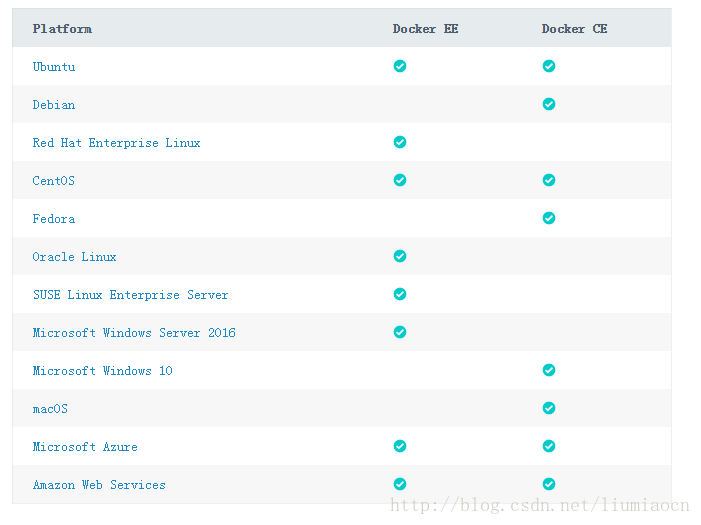 Platform Docker EE Docker CE
Ubuntu
Debian
Red Hat Enterprise Linux
CentOS
Fedora
Oracle Linux
SUSE Linux Enterprise Server
Microsoft Windows Server 2016
Microsoft Windows 10
macOS
Microsoft Azure
Amazon Web Services
http://blog.csdn.net/liumiaocn